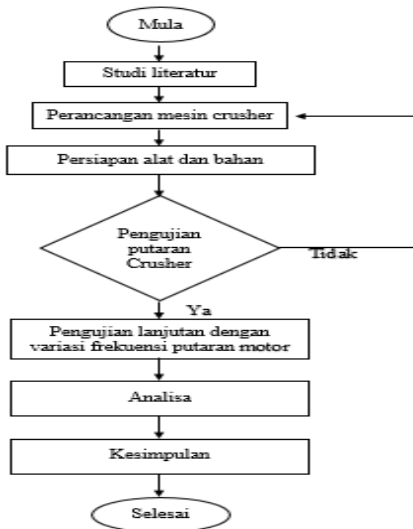 Mula
Studi literatur
Perancangan mesin crusher
Persiapan alat dan bahan
Pengujian
putaran
Crusher
Tidak
Ya
Pengujian lanjutan dengan
variasi frekuensi putaran motor
Analisa
Kesimpulan
Selesai